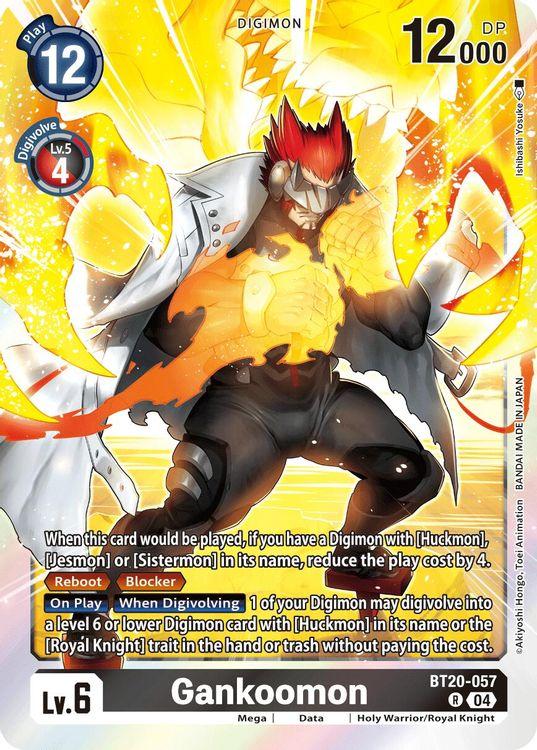 Play
12
DIGIMON
DP
12000
Digivolve
Lv.5
4
Ishibashi Yosuke
©Akiyoshi Hongo, Toei Animation BANDAI MADE IN JAPAN
When this card would be played, if you have a Digimon with [Huckmon],
[Jesmon] or [Sistermon] in its name, reduce the play cost by 4.
Reboot Blocker
On Play When Digivolving 1 of your Digimon may digivolve into
a level 6 or lower Digimon card with [Huckmon] in its name or the
[Royal Knight] trait in the hand or trash without paying the cost.
Lv.6
Gankoomon
BT20-057
R 04
Mega | Data | Holy Warrior/Royal Knight